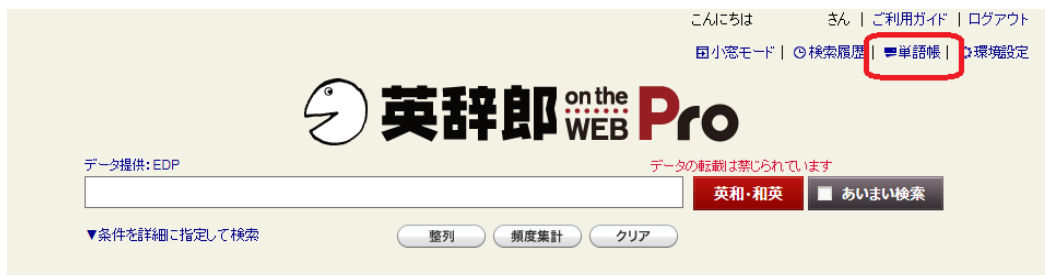 こんにちは さん | ご利用ガイド | ログアウト
小窓モード | 検索履歴 | 単語帳 | 環境設定
英辞郎 on the WEB Pro
データ提供:EDP データの転載は禁じられています
英和・和英 あいまい検索
▼条件を詳細に指定して検索 整列 頻度集計 クリア